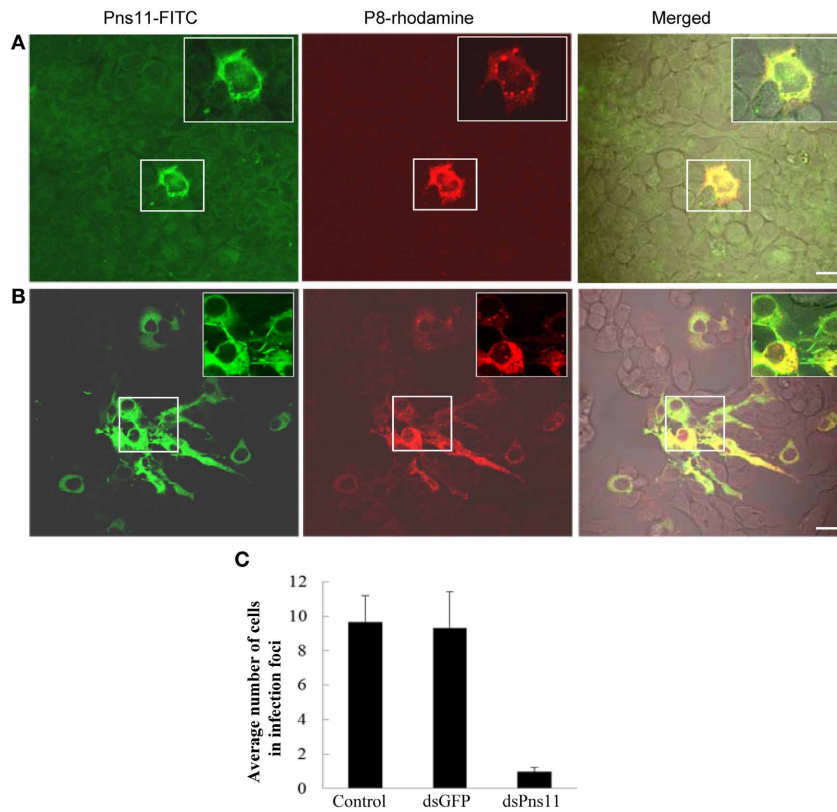 Pns11-FITC P8-rhodamine Merged
A
B
C
Average number of cells
in infection foci
12
10
8
6
4
2
0
Control dsGFP dsPns11